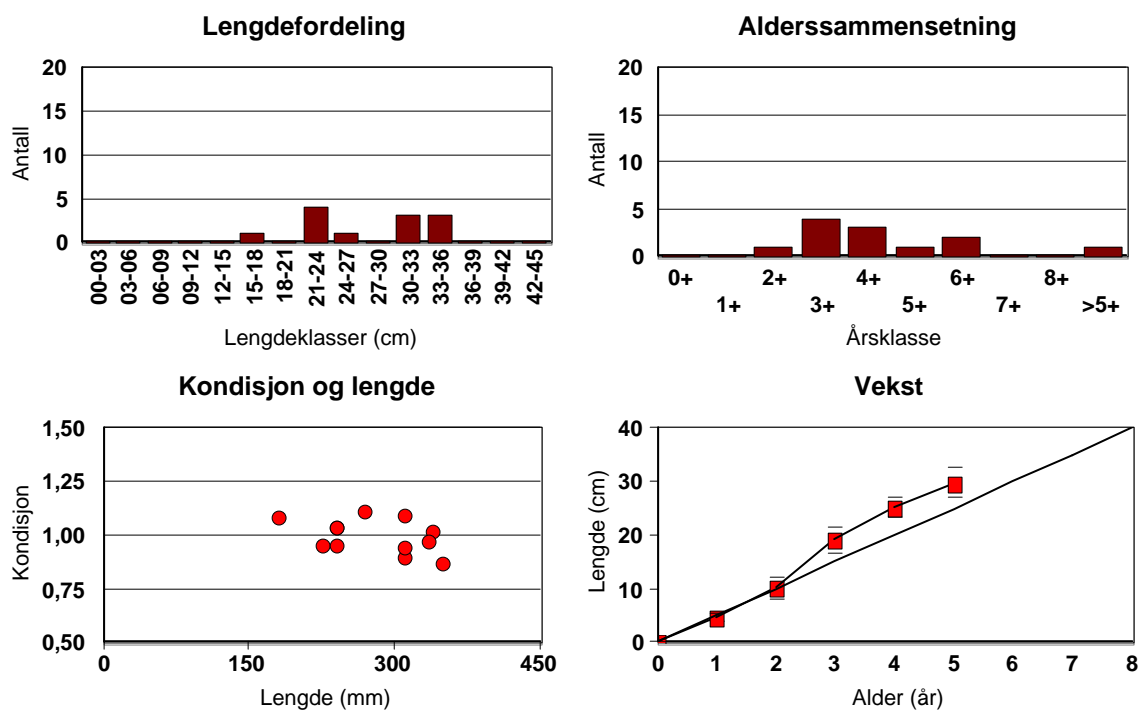 Lengdefordeling
20
15
10
5
0
Antall
00-03
03-06
06-09
09-12
12-15
15-18
18-21
21-24
24-27
27-30
30-33
33-36
36-39
39-42
42-45
Lengdeklasser (cm)
Alderssammensetning
20
15
10
5
0
Antall
0+ 2+ 3+ 4+ 5+ 6+ 8+
1+ 3+ 5+ 7+ >5+
Årsklasse
Kondisjon og lengde
1,50
1,25
1,00
0,75
0,50
Kondisjon
0 150 300 450
Lengde (mm)
Vekst
40
30
20
10
0
Lengde (cm)
0 1 2 3 4 5 6 7 8
Alder (år)